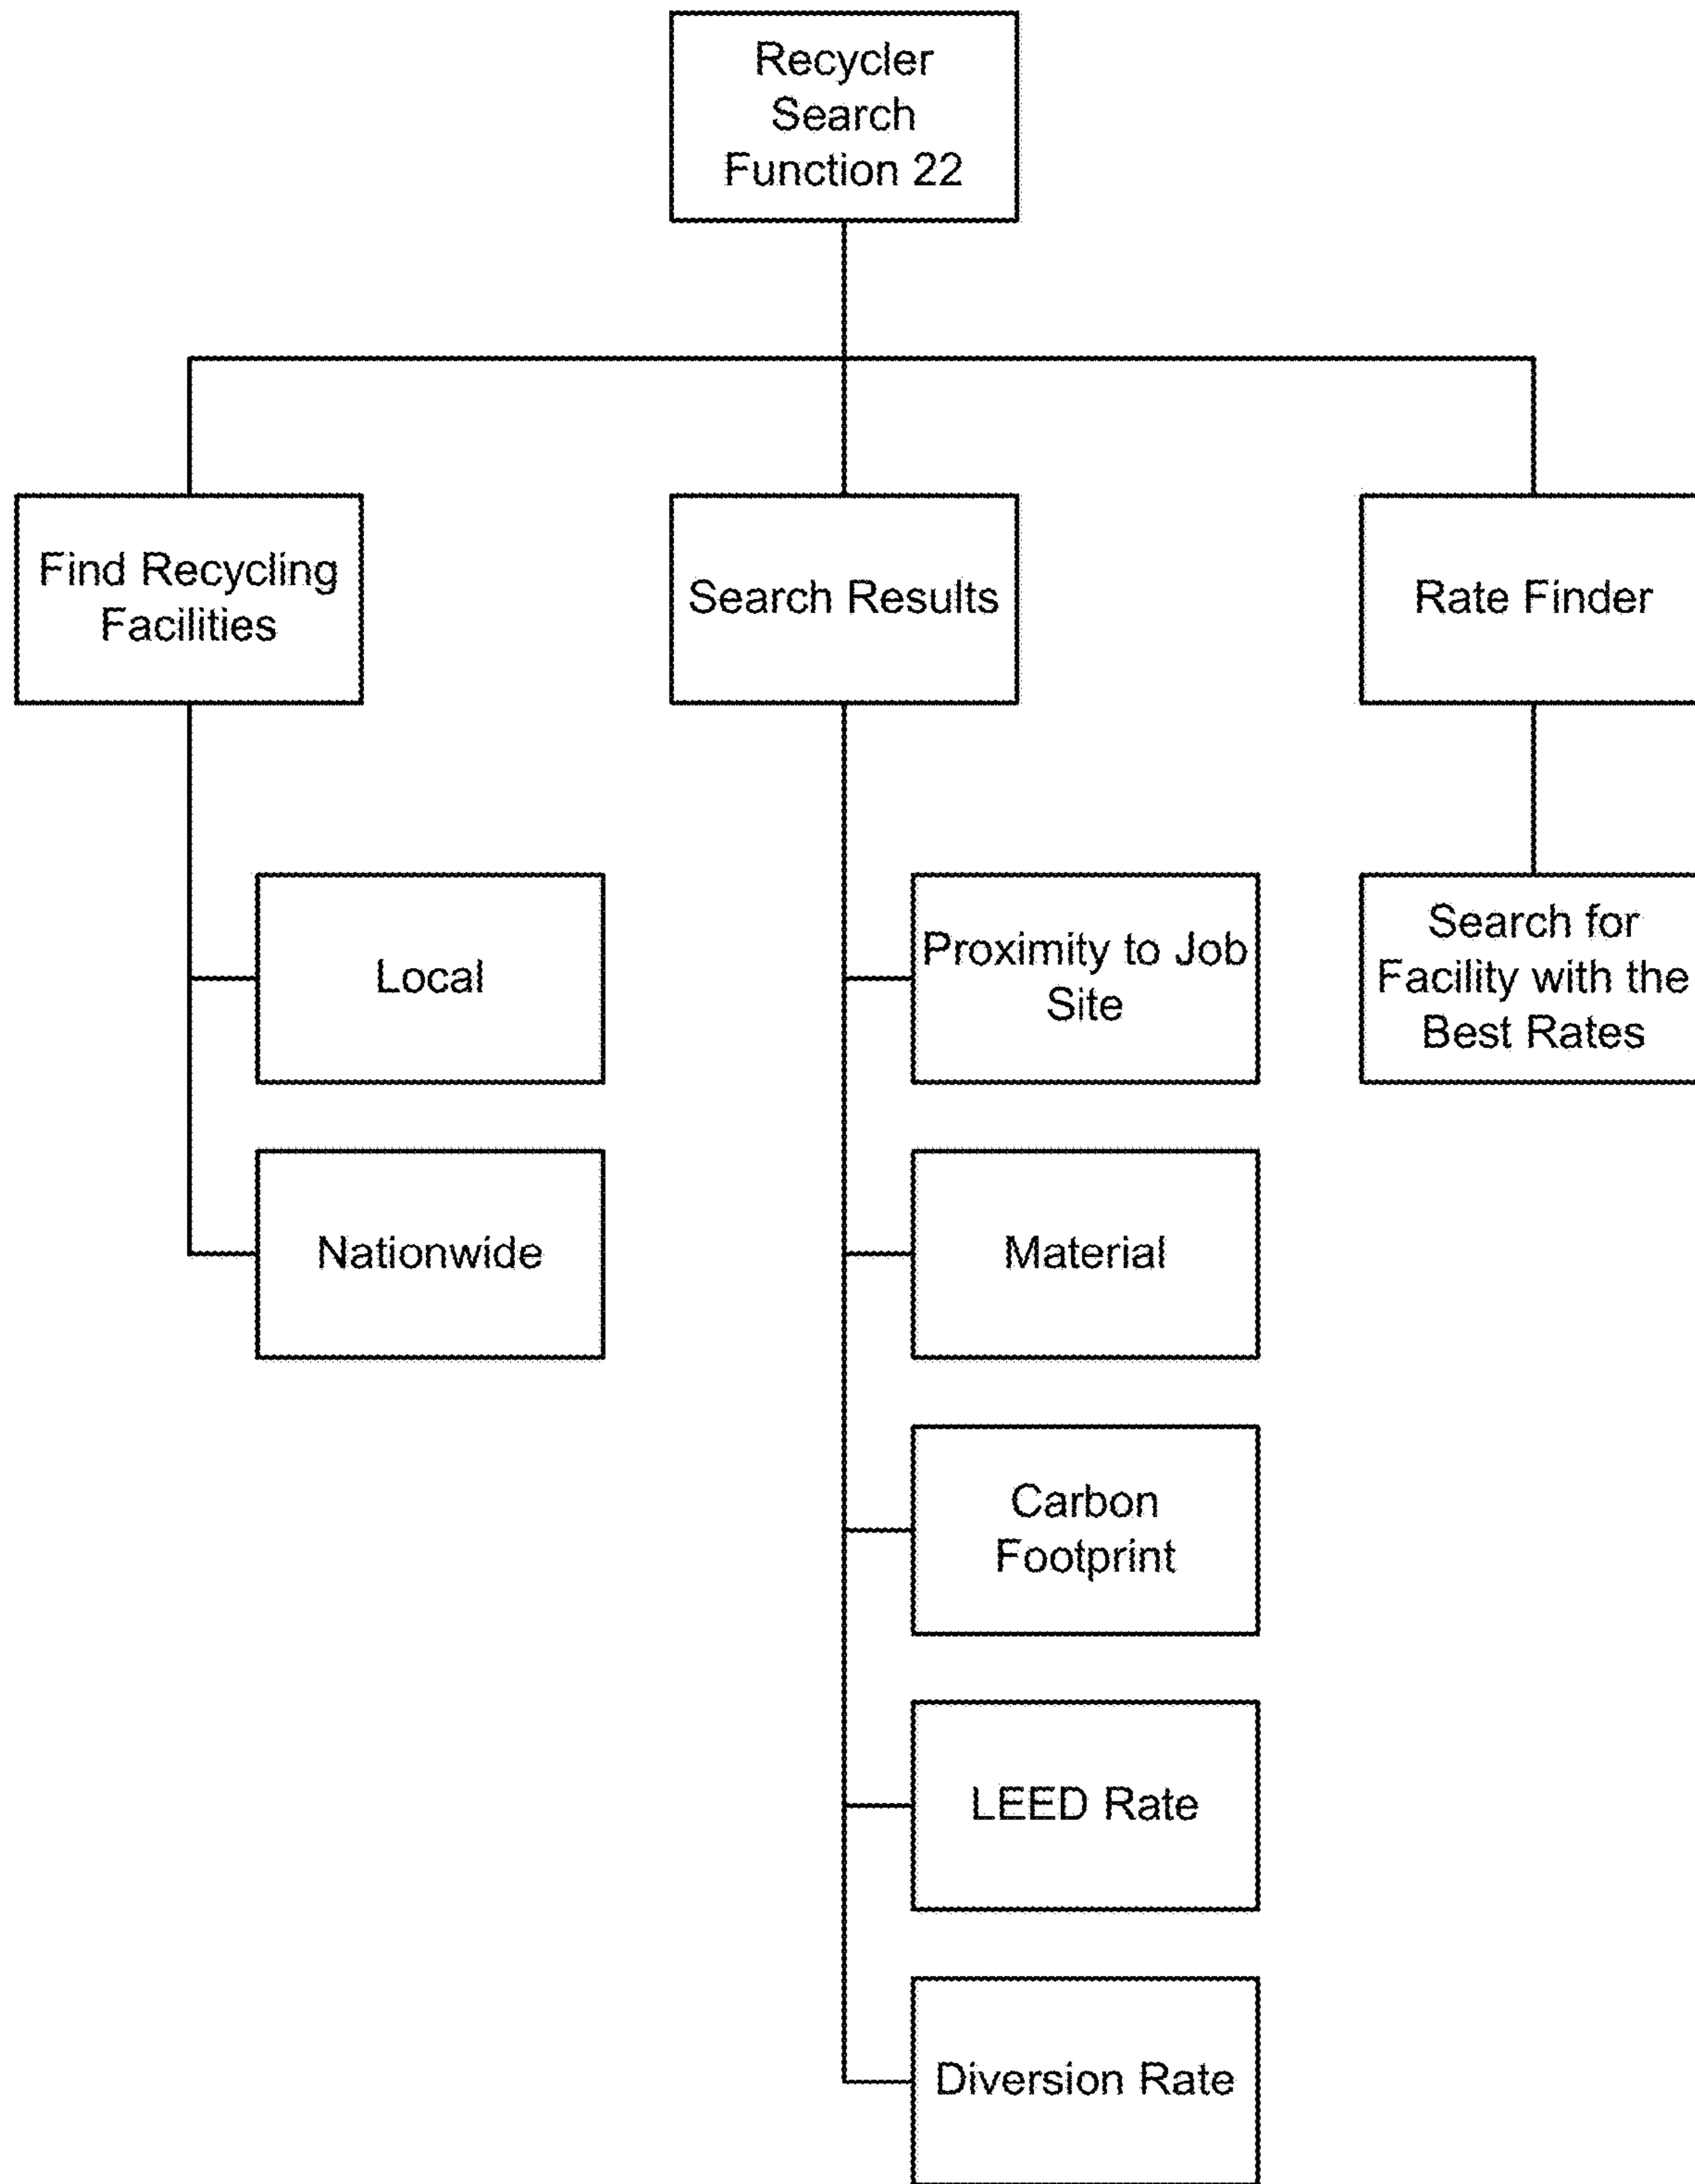 Recycler
Search
Function 22
Find Recycling
Facilities
Search Results
Rate Finder
Local
Nationwide
Proximity to Job
Site
Material
Carbon
Footprint
LEED Rate
Diversion Rate
Search for
Facility with the
Best Rates